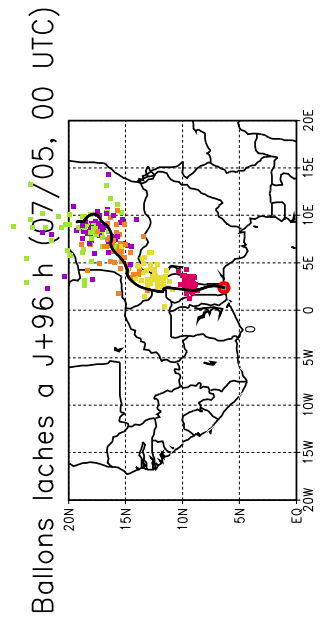 Ballons laches a J+96 h (07/05, 00 UTC)
20N
15N
10N
5N
EQ
20W
15W
10W
5W
0
5E
10E
15E
20E
0